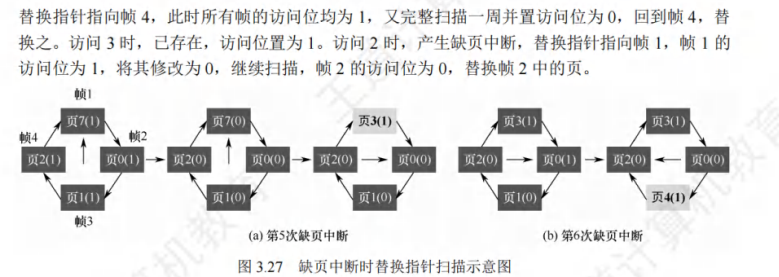 替换指针指向帧 4，此时所有帧的访问位均为 1，又完整扫描一周并置访问位为 0，回到帧 4，替
换之。访问 3 时，已存在，访问位置为 1。访问 2 时，产生缺页中断，替换指针指向帧 1，帧 1 的
访问位为 1，将其修改为 0，继续扫描，帧 2 的访问位为 0，替换帧 2 中的页。
帧1
页7(1) 页7(0) 页3(1) 页3(1) 页3(1)
帧4 帧2
页2(1) 页0(1) 页2(0) 页0(0) 页2(0) 页0(0) 页2(0) 页0(1) 页2(0) 页0(0)
页1(1) 页1(0) 页1(0) 页1(0) 页4(1)
帧3
(a) 第5次缺页中断 (b) 第6次缺页中断
图 3.27 缺页中断时替换指针扫描示意图